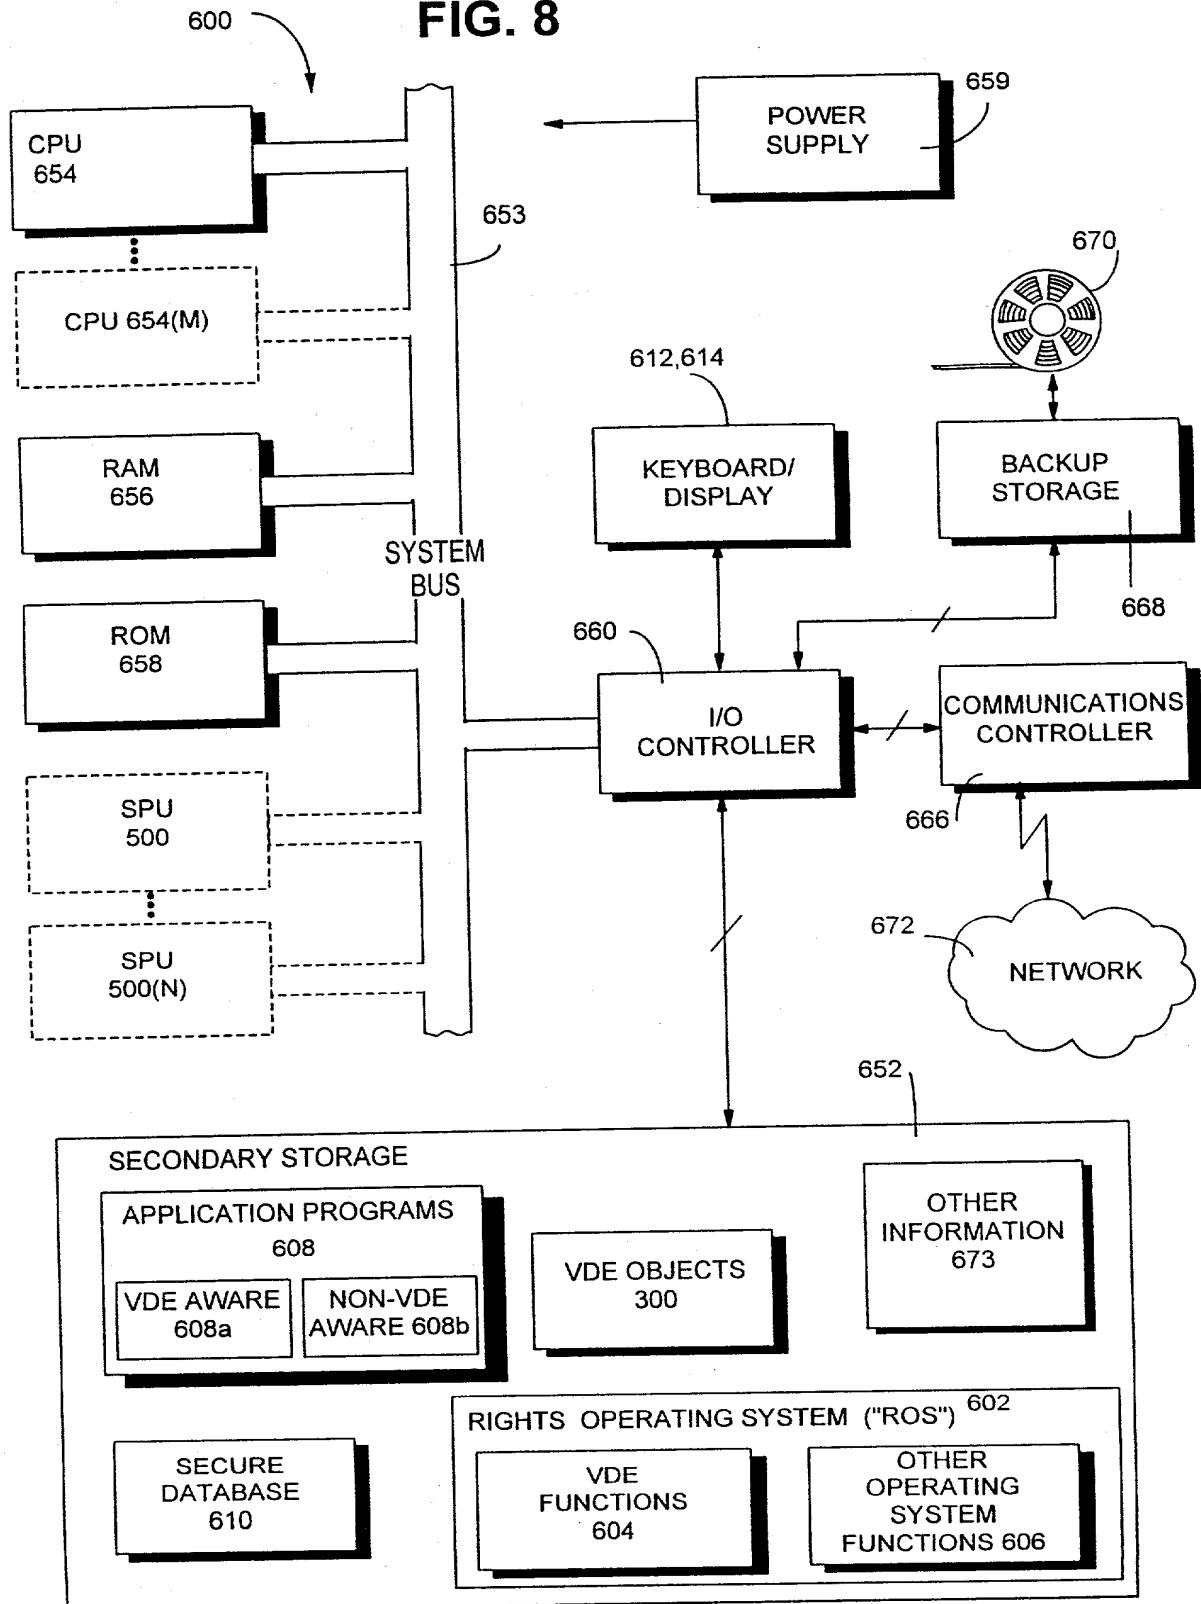 FIG. 8
600
CPU
654
CPU 654(M)
RAM
656
ROM
658
SPU
500
SPU
500(N)
653
SYSTEM
BUS
POWER
SUPPLY
659
670
612,614
KEYBOARD/
DISPLAY
BACKUP
STORAGE
668
660
I/O
CONTROLLER
COMMUNICATIONS
CONTROLLER
666
672
NETWORK
652
SECONDARY STORAGE
APPLICATION PROGRAMS
608
VDE AWARE
608a
NON-VDE
AWARE 608b
VDE OBJECTS
300
OTHER
INFORMATION
673
SECURE
DATABASE
610
RIGHTS OPERATING SYSTEM ("ROS") 602
VDE
FUNCTIONS
604
OTHER
OPERATING
SYSTEM
FUNCTIONS 606